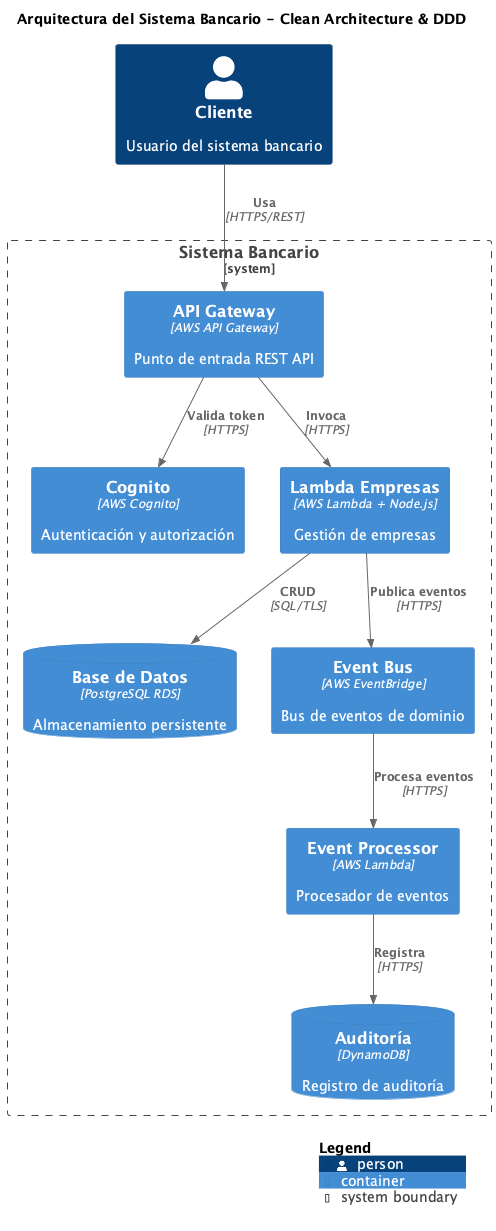 Arquitectura del Sistema Bancario - Clean Architecture & DDD
Cliente
Usuario del sistema bancario
Usa
[HTTPS/REST]
Sistema Bancario
[system]
API Gateway
[AWS API Gateway]
Punto de entrada REST API
Valida token
[HTTPS]
Invoca
[HTTPS]
Cognito
[AWS Cognito]
Autenticación y autorización
Lambda Empresas
[AWS Lambda + Node.js]
Gestión de empresas
CRUD
[SQL/TLS]
Publica eventos
[HTTPS]
Base de Datos
[PostgreSQL RDS]
Almacenamiento persistente
Event Bus
[AWS EventBridge]
Bus de eventos de dominio
Procesa eventos
[HTTPS]
Event Processor
[AWS Lambda]
Procesador de eventos
Registra
[HTTPS]
Auditoría
[DynamoDB]
Registro de auditoría
Legend
person
container
system boundary